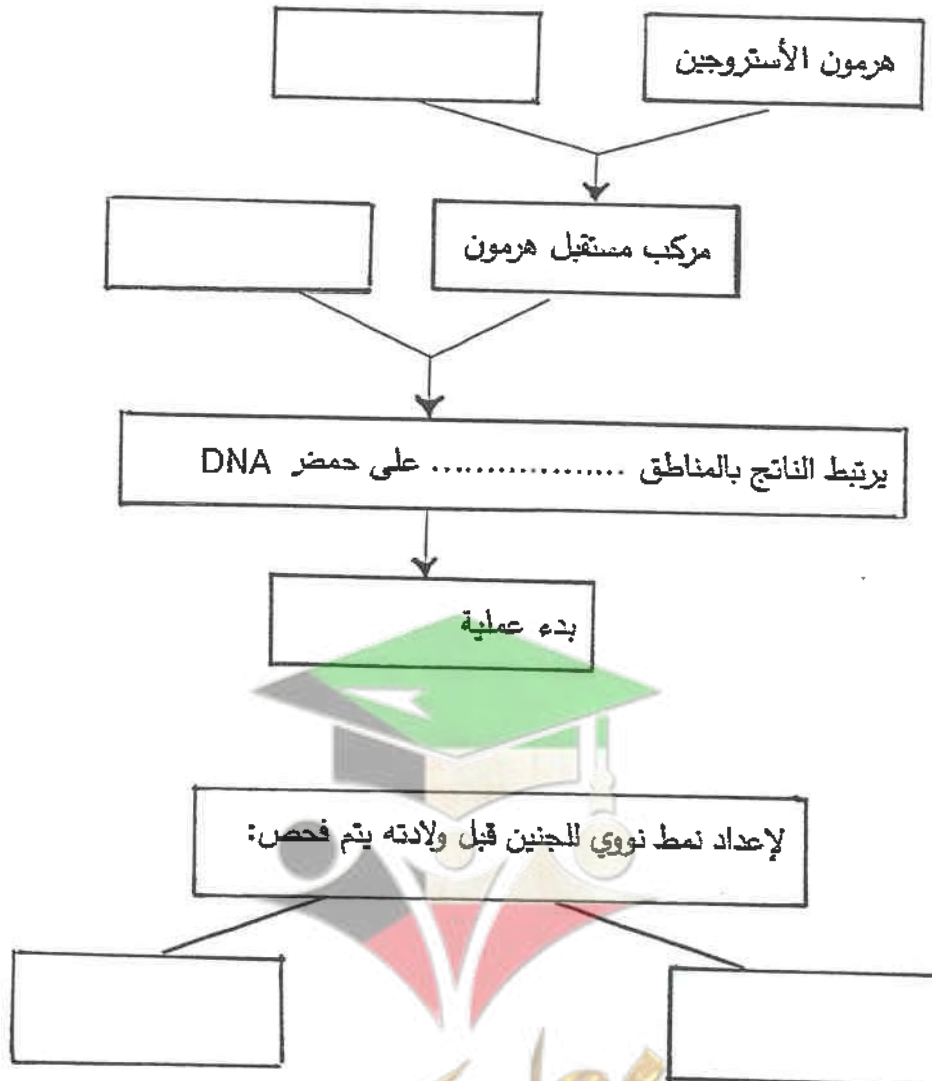 هرمون الأستروجين
مركب مستقبل هرمون
يرتبط الناتج بالمناطق .................. على حمض DNA
بدء عملية
لإعداد نمط نووي للجنين قبل ولادته يتم فحص: